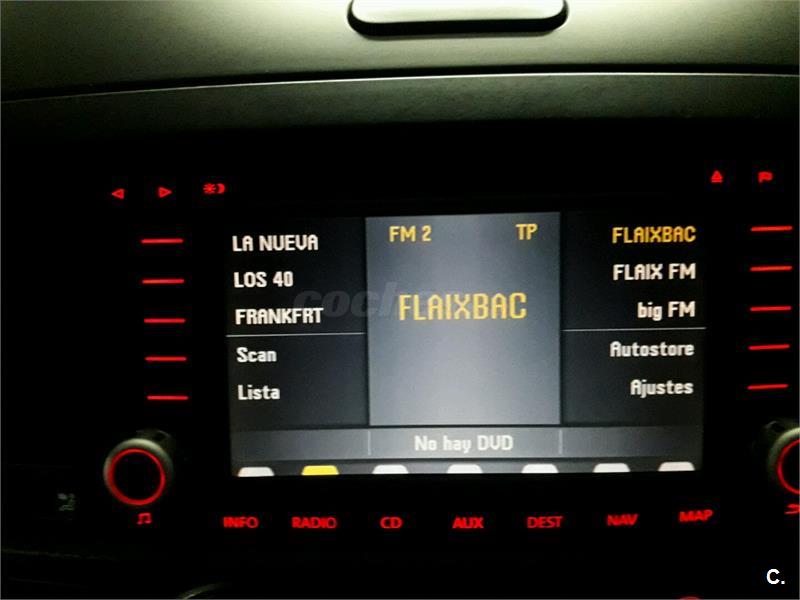 LA NUEVA
FM 2
TP
FLAIXBAC
LOS 40
FLAIX FM
coches
FLAIXBAC
FRANKFRT
big FM
Scan
Autostore
Lista
Ajustes
No hay DVD
INFO
RADIO
CD
AUX
DEST
NAV
MAP
C.